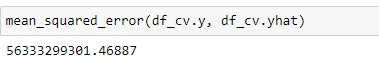 mean_squared_error(df_cv.y, df_cv.yhat)
56333299301.46887